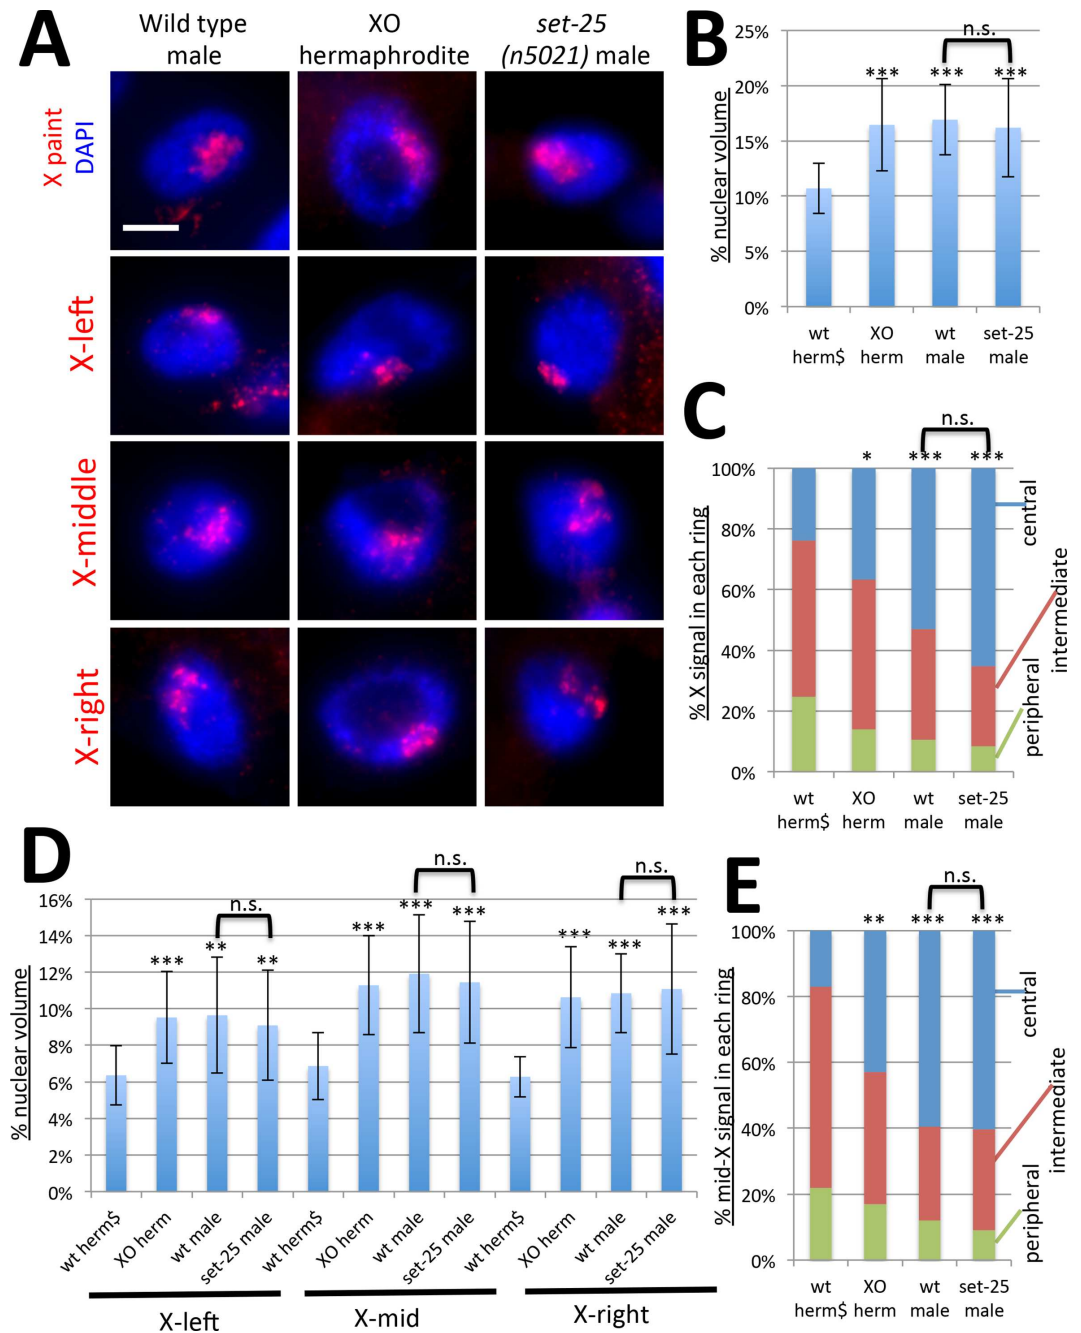 A
Wild type
male
XO
hermaphrodite
set-25
(n5021) male
X paint
DAPI
X-left
X-middle
X-right
B
n.s.
25%
20%
15%
10%
5%
0%
% nuclear volume
*** *** ***
wt
herm$
XO
herm
wt
male
set-25
male
C
n.s.
* *** ***
100%
80%
60%
40%
20%
0%
% X signal in each ring
central
intermediate
peripheral
wt
herm$
XO
herm
wt
male
set-25
male
D
n.s.
n.s.
n.s.
16%
14%
12%
10%
8%
6%
4%
2%
0%
% nuclear volume
*** ** ** *** *** *** *** *** ***
wt herm$
XO herm
wt male
set-25 male
wt herm$
XO herm
wt male
set-25 male
wt herm$
XO herm
wt male
set-25 male
X-left
X-mid
X-right
E
n.s.
** *** ***
100%
80%
60%
40%
20%
0%
% mid-X signal in each ring
central
intermediate
peripheral
wt
herm$
XO
herm
wt
male
set-25
male